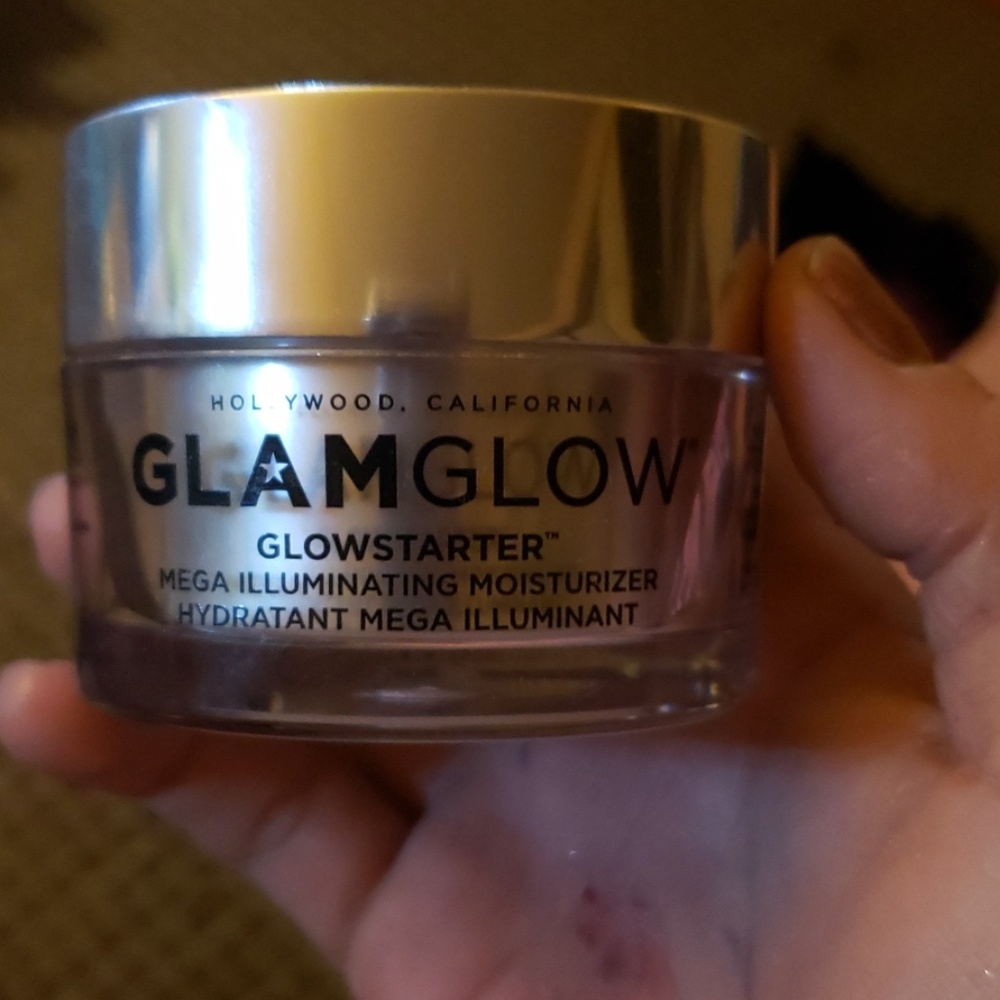 HOLLYWOOD, CALIFORNIA
GLAMGLOW®
GLOWSTARTER™
MEGA ILLUMINATING MOISTURIZER
HYDRATANT MEGA ILLUMINANT